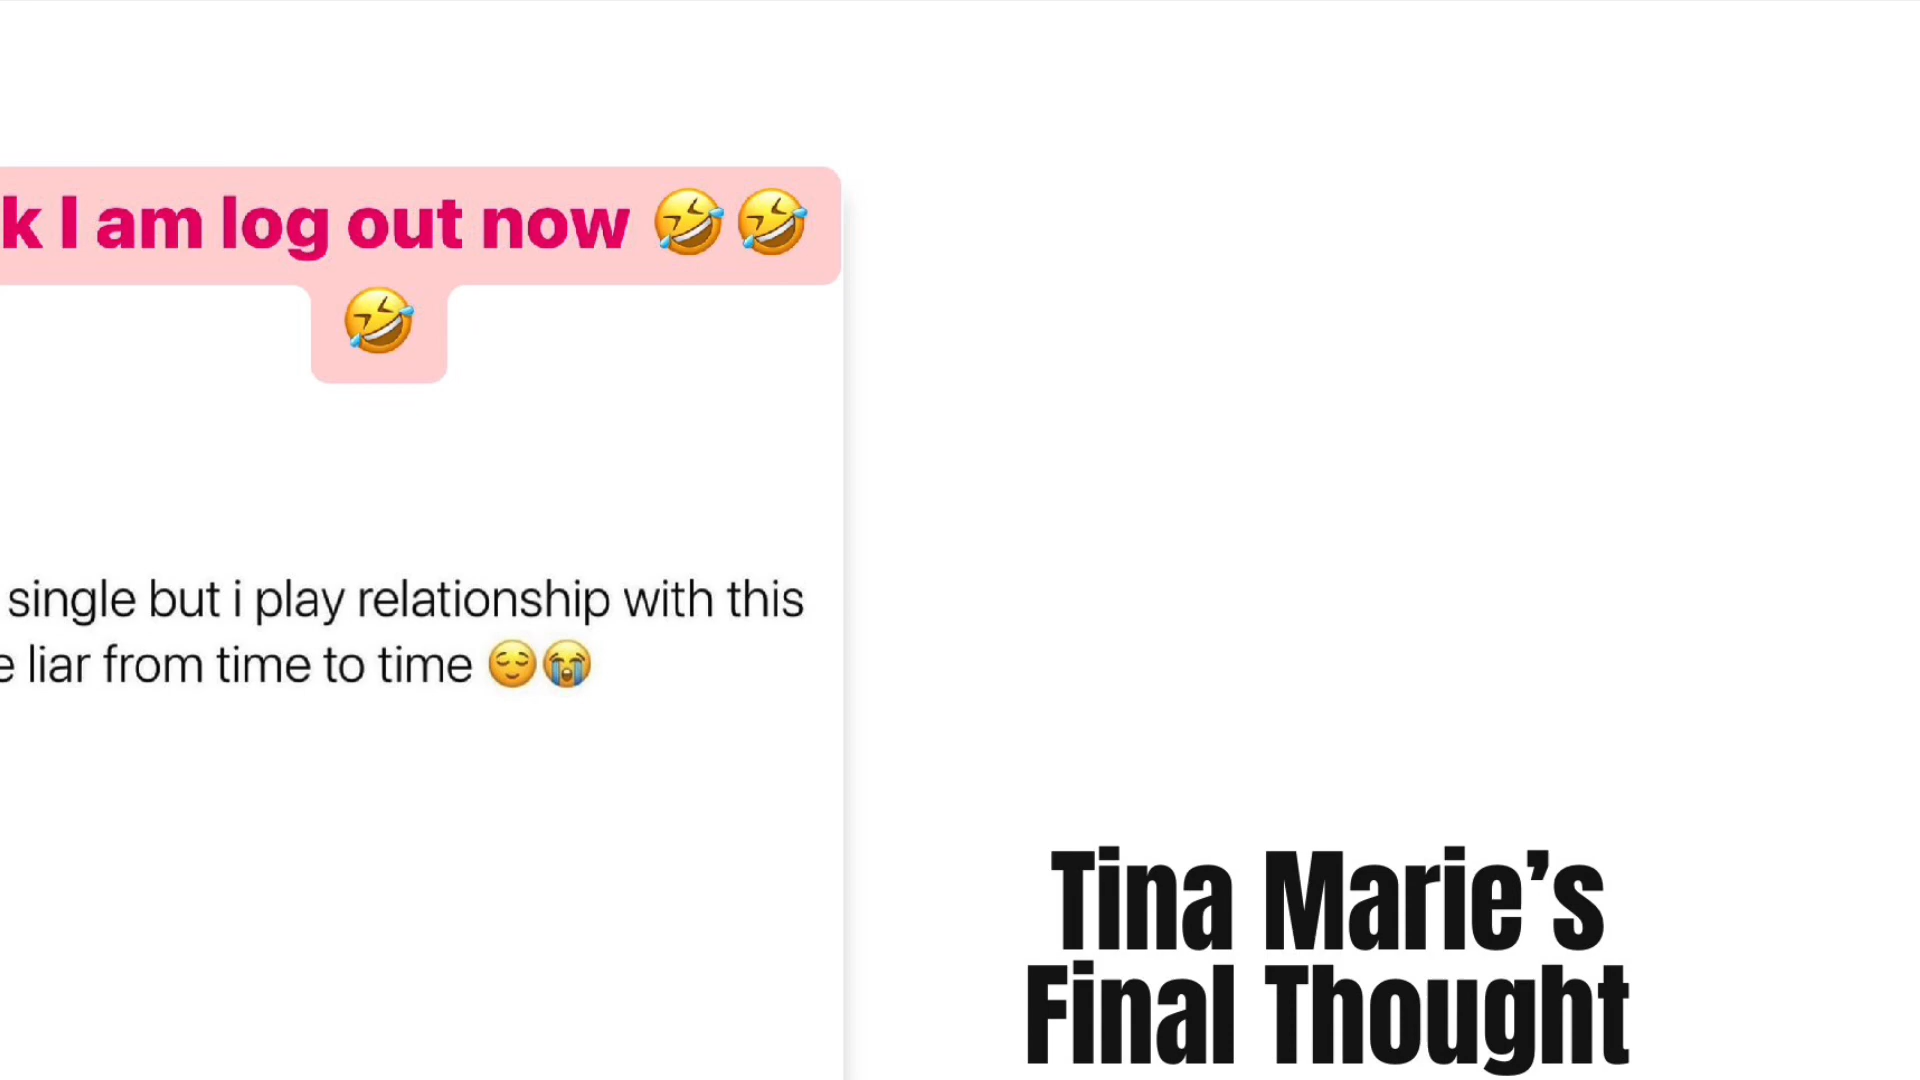 k I am log out now 🤣🤣
🤣
single but i play relationship with this
e liar from time to time 😌😭
Tina Marie’s
Final Thought